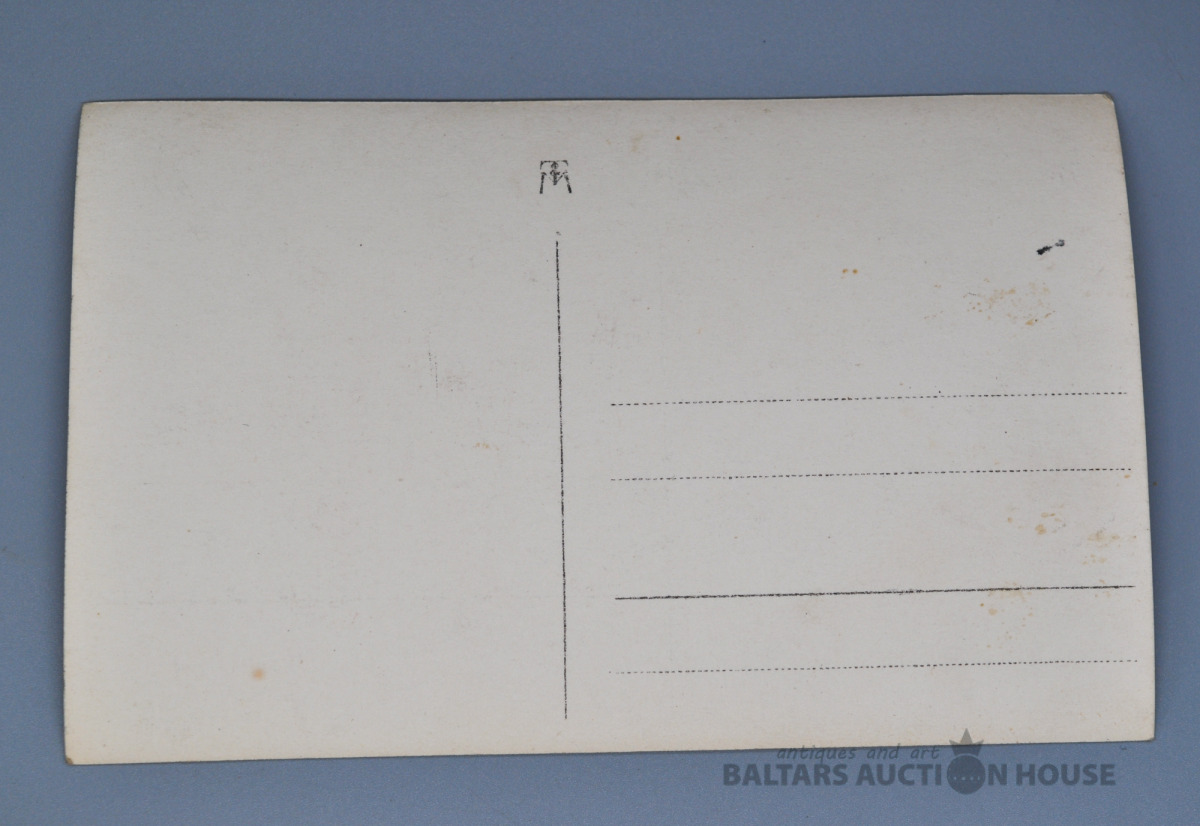 antiques and art
BALTARS AUCTION HOUSE